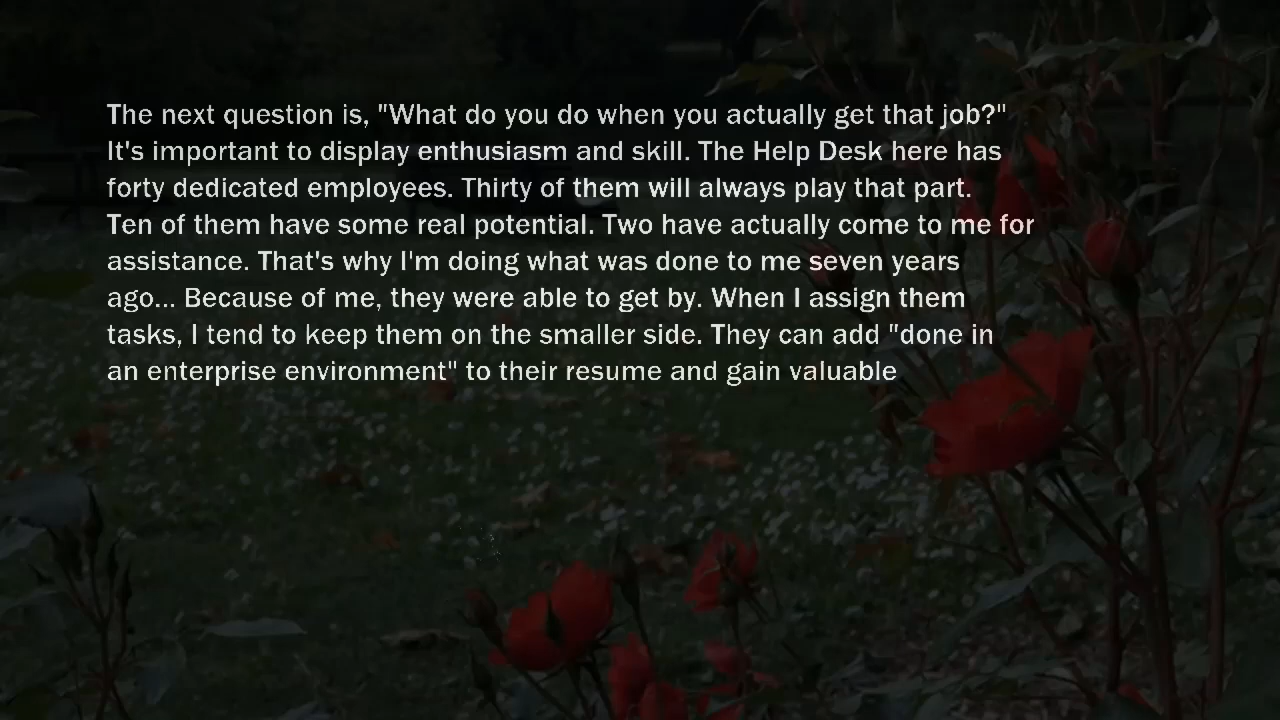 The next question is, "What do you do when you actually get that job?"
It's important to display enthusiasm and skill. The Help Desk here has
forty dedicated employees. Thirty of them will always play that part.
Ten of them have some real potential. Two have actually come to me for
assistance. That's why I'm doing what was done to me seven years
ago... Because of me, they were able to get by. When I assign them
tasks, I tend to keep them on the smaller side. They can add "done in
an enterprise environment" to their resume and gain valuable